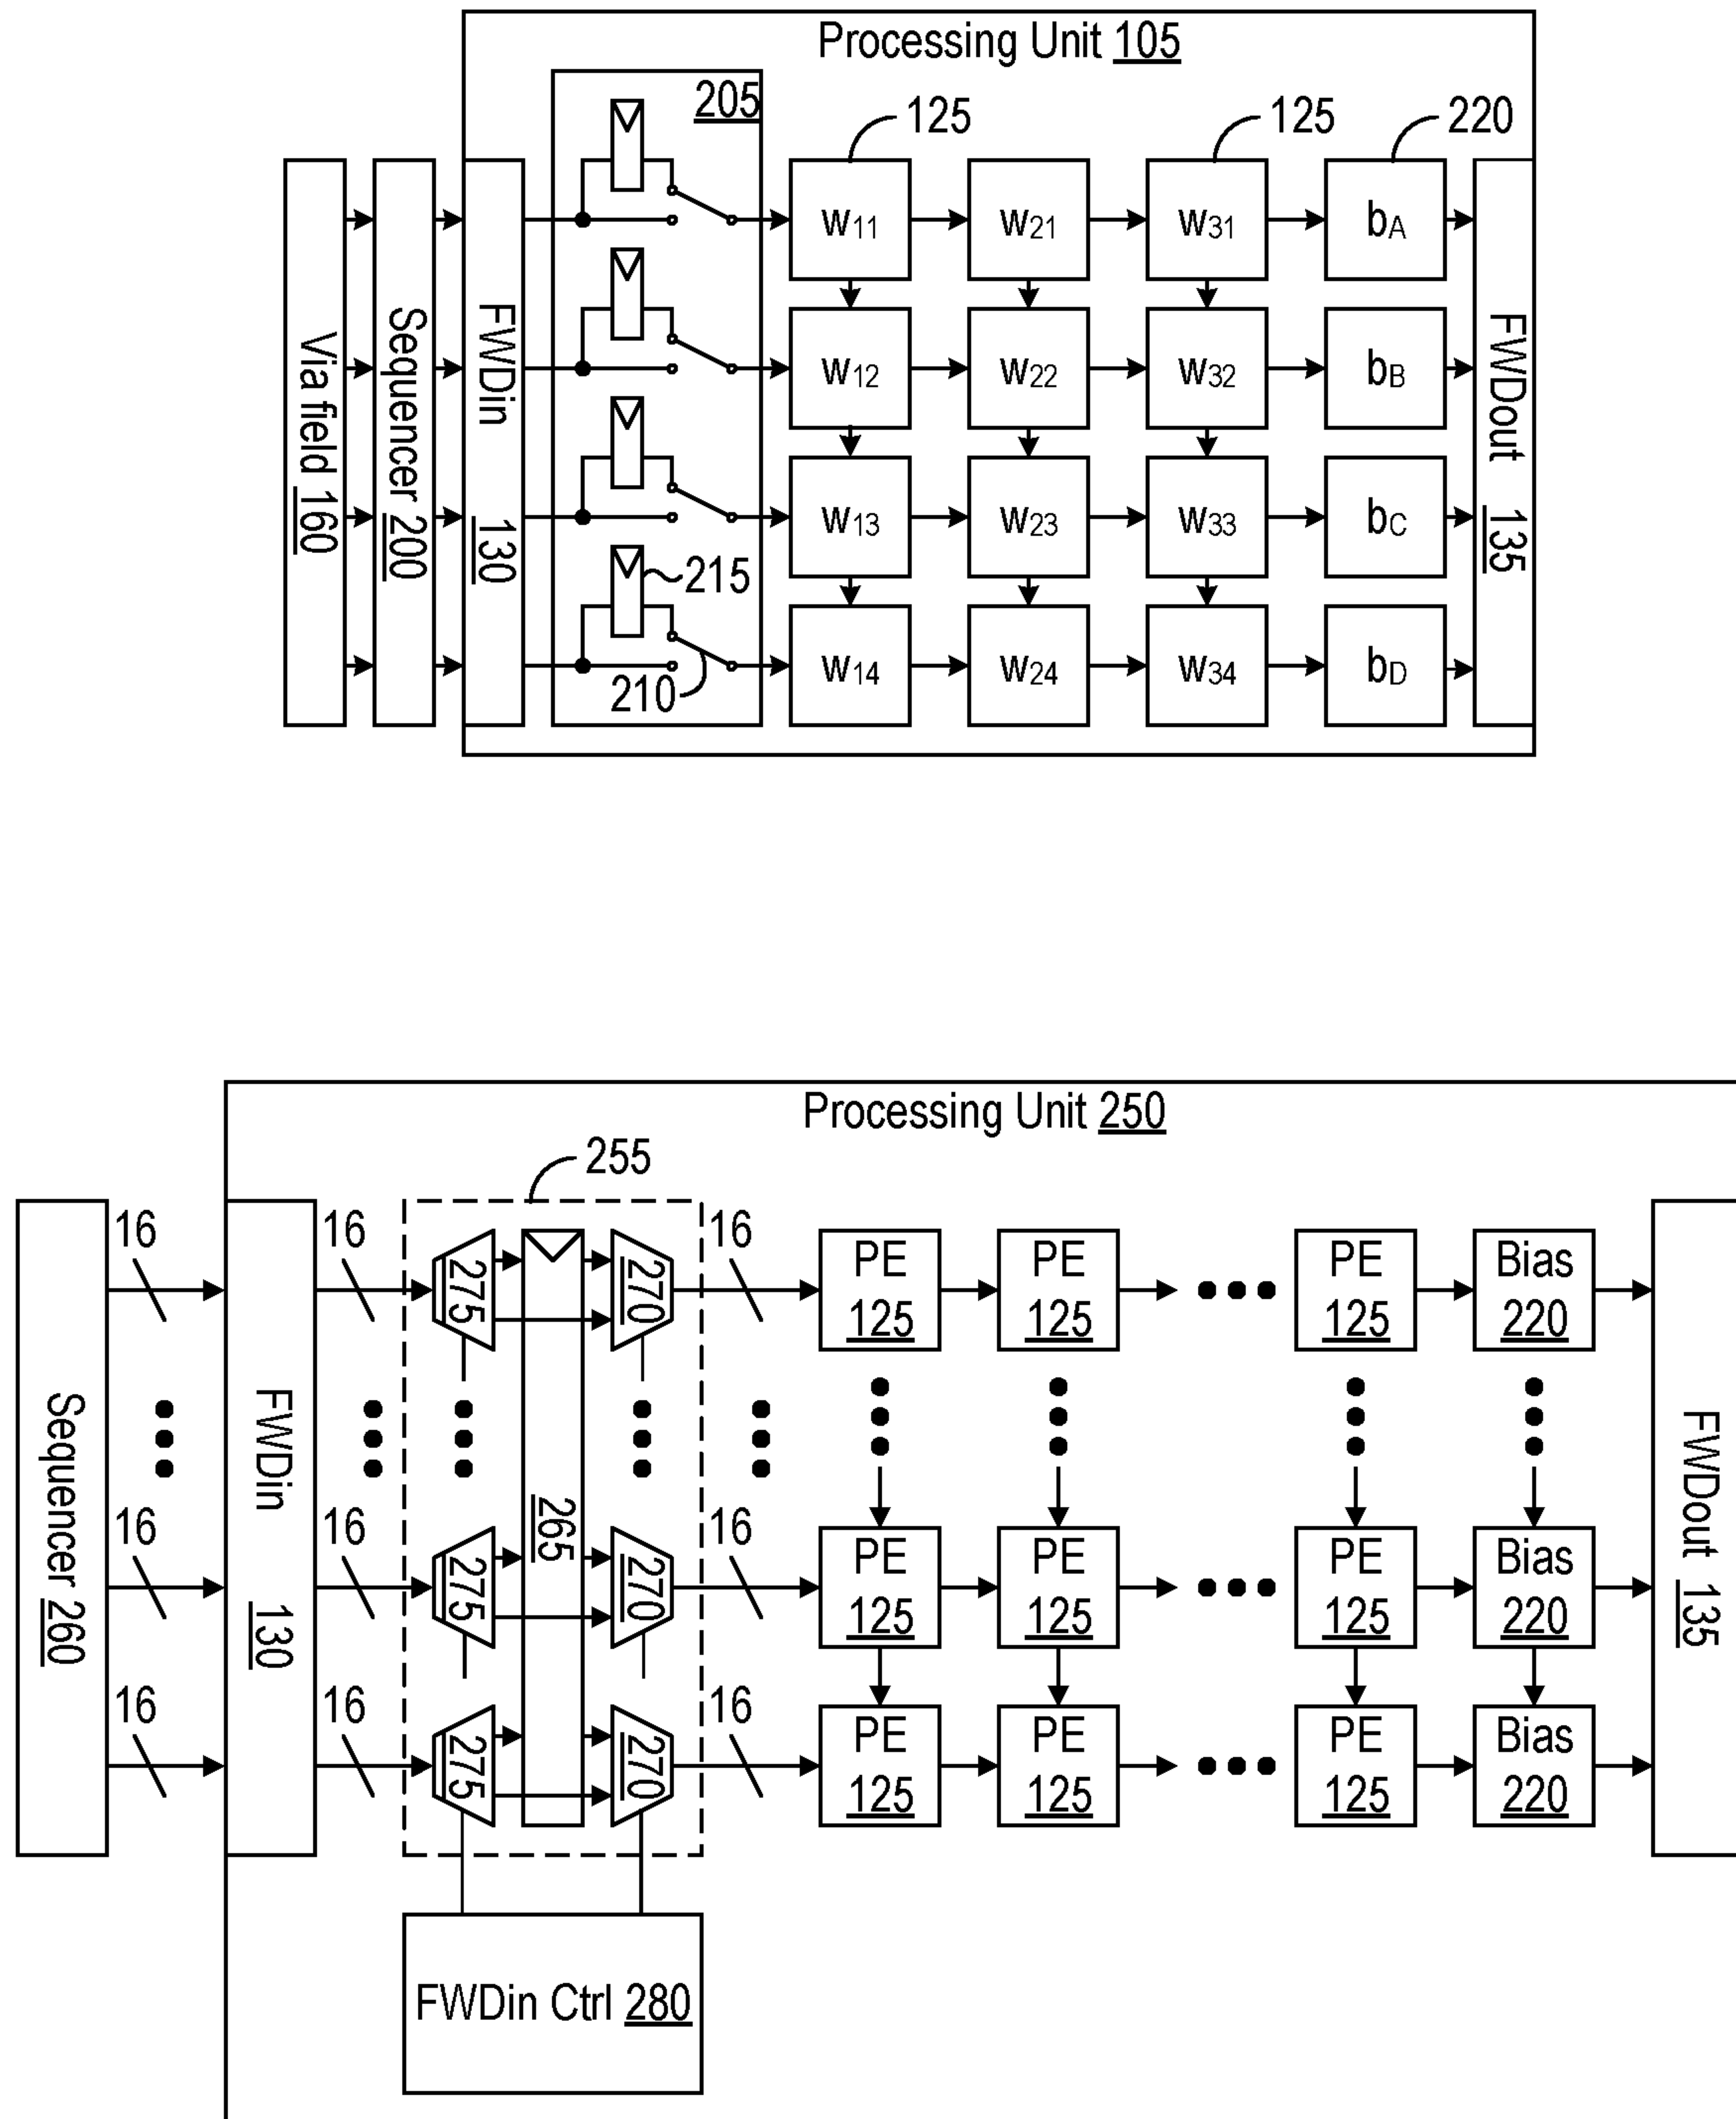 Processing Unit 105
205
125
125
220
Via field 160
Sequencer 200
FWDin 130
w11
w21
w31
bA
w12
w22
w32
bB
w13
w23
w33
bC
w14
w24
w34
bD
215
210
FWDout 135
Processing Unit 250
255
16
16
16
275
270
PE 125
PE 125
PE 125
Bias 220
Sequencer 260
FWDin 130
265
FWDout 135
16
16
16
275
270
PE 125
PE 125
PE 125
Bias 220
16
16
16
275
270
PE 125
PE 125
PE 125
Bias 220
FWDin Ctrl 280